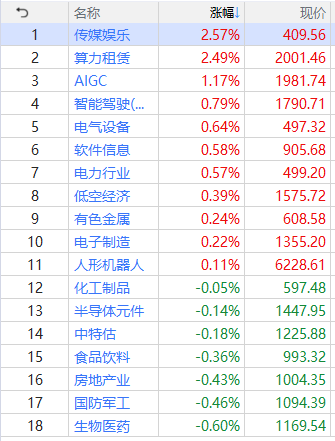 名称 涨幅↓ 现价
1 传媒娱乐 2.57% 409.56
2 算力租赁 2.49% 2001.46
3 AIGC 1.17% 1981.74
4 智能驾驶(... 0.79% 1790.71
5 电气设备 0.64% 497.32
6 软件信息 0.58% 905.68
7 电力行业 0.57% 499.20
8 低空经济 0.39% 1575.72
9 有色金属 0.24% 608.58
10 电子制造 0.22% 1355.20
11 人形机器人 0.11% 6228.61
12 化工制品 -0.05% 597.48
13 半导体元件 -0.14% 1447.95
14 中特估 -0.18% 1225.88
15 食品饮料 -0.36% 993.32
16 房地产业 -0.43% 1004.35
17 国防军工 -0.46% 1094.39
18 生物医药 -0.60% 1169.54